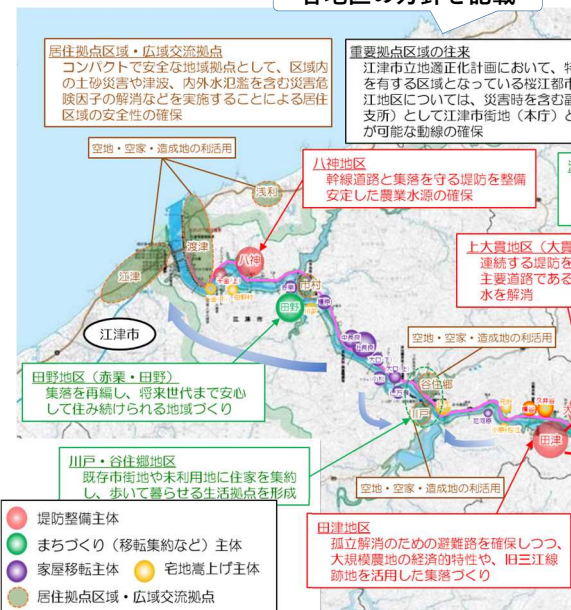 各地区の方針を記載
居住拠点区域・広域交流拠点
コンパクトで安全な地域拠点として、区域内
の土砂災害や津波、内外水氾濫を含む災害危
険因子の解消などを実施することによる居住
区域の安全性の確保
重要拠点区域の往来
江津市立地適正化計画において、特
を有する区域となっている桜江都市
江地区については、災害時を含む副
支所）として江津市街地（本庁）と
が可能な動線の確保
空地・空家・造成地の利活用
八神地区
幹線道路と集落を守る堤防を整備
安定した農業水源の確保
浅利
渡津
八神
江津
田野
市村
上大貫地区（大貫
連続する堤防を
主要道路である
水を解消
江津市
江津市
空地・空家・造成地の利活用
田野地区（赤栗・田野）
集落を再編し、将来世代まで安心
して住み続けられる地域づくり
谷住郷
川戸
田津
川戸・谷住郷地区
既存市街地や未利用地に住家を集約
し、歩いて暮らせる生活拠点を形成
空地・空家・造成地の利活用
田津地区
孤立解消のための避難路を確保しつつ、
大規模農地の経済的特性や、旧三江線
跡地を活用した集落づくり
堤防整備主体
まちづくり（移転集約など）主体
家屋移転主体
宅地嵩上げ主体
居住拠点区域・広域交流拠点